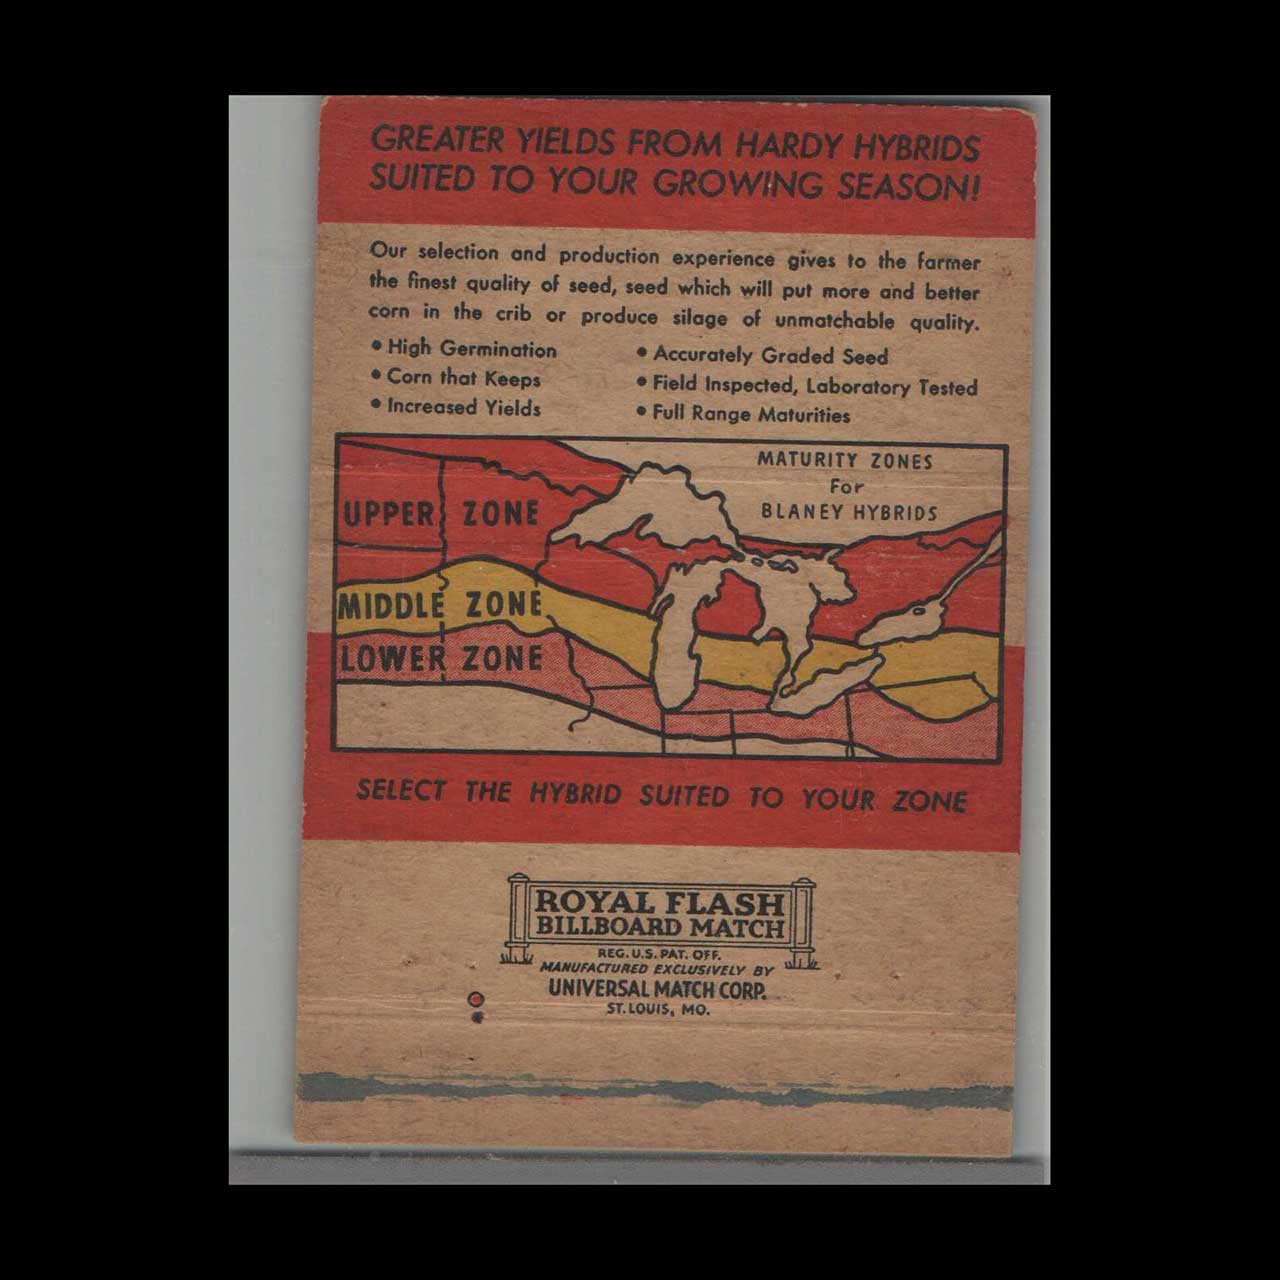 GREATER YIELDS FROM HARDY HYBRIDS
SUITED TO YOUR GROWING SEASON!
Our selection and production experience gives to the farmer
the finest quality of seed, seed which will put more and better
corn in the crib or produce silage of unmatchable quality.
• High Germination
• Corn that Keeps
• Increased Yields
• Accurately Graded Seed
• Field Inspected, Laboratory Tested
• Full Range Maturities
MATURITY ZONES
For
BLANEY HYBRIDS
UPPER ZONE
MIDDLE ZONE
LOWER ZONE
SELECT THE HYBRID SUITED TO YOUR ZONE
ROYAL FLASH
BILLBOARD MATCH
REG. U.S. PAT. OFF.
MANUFACTURED EXCLUSIVELY BY
UNIVERSAL MATCH CORP.
ST. LOUIS, MO.